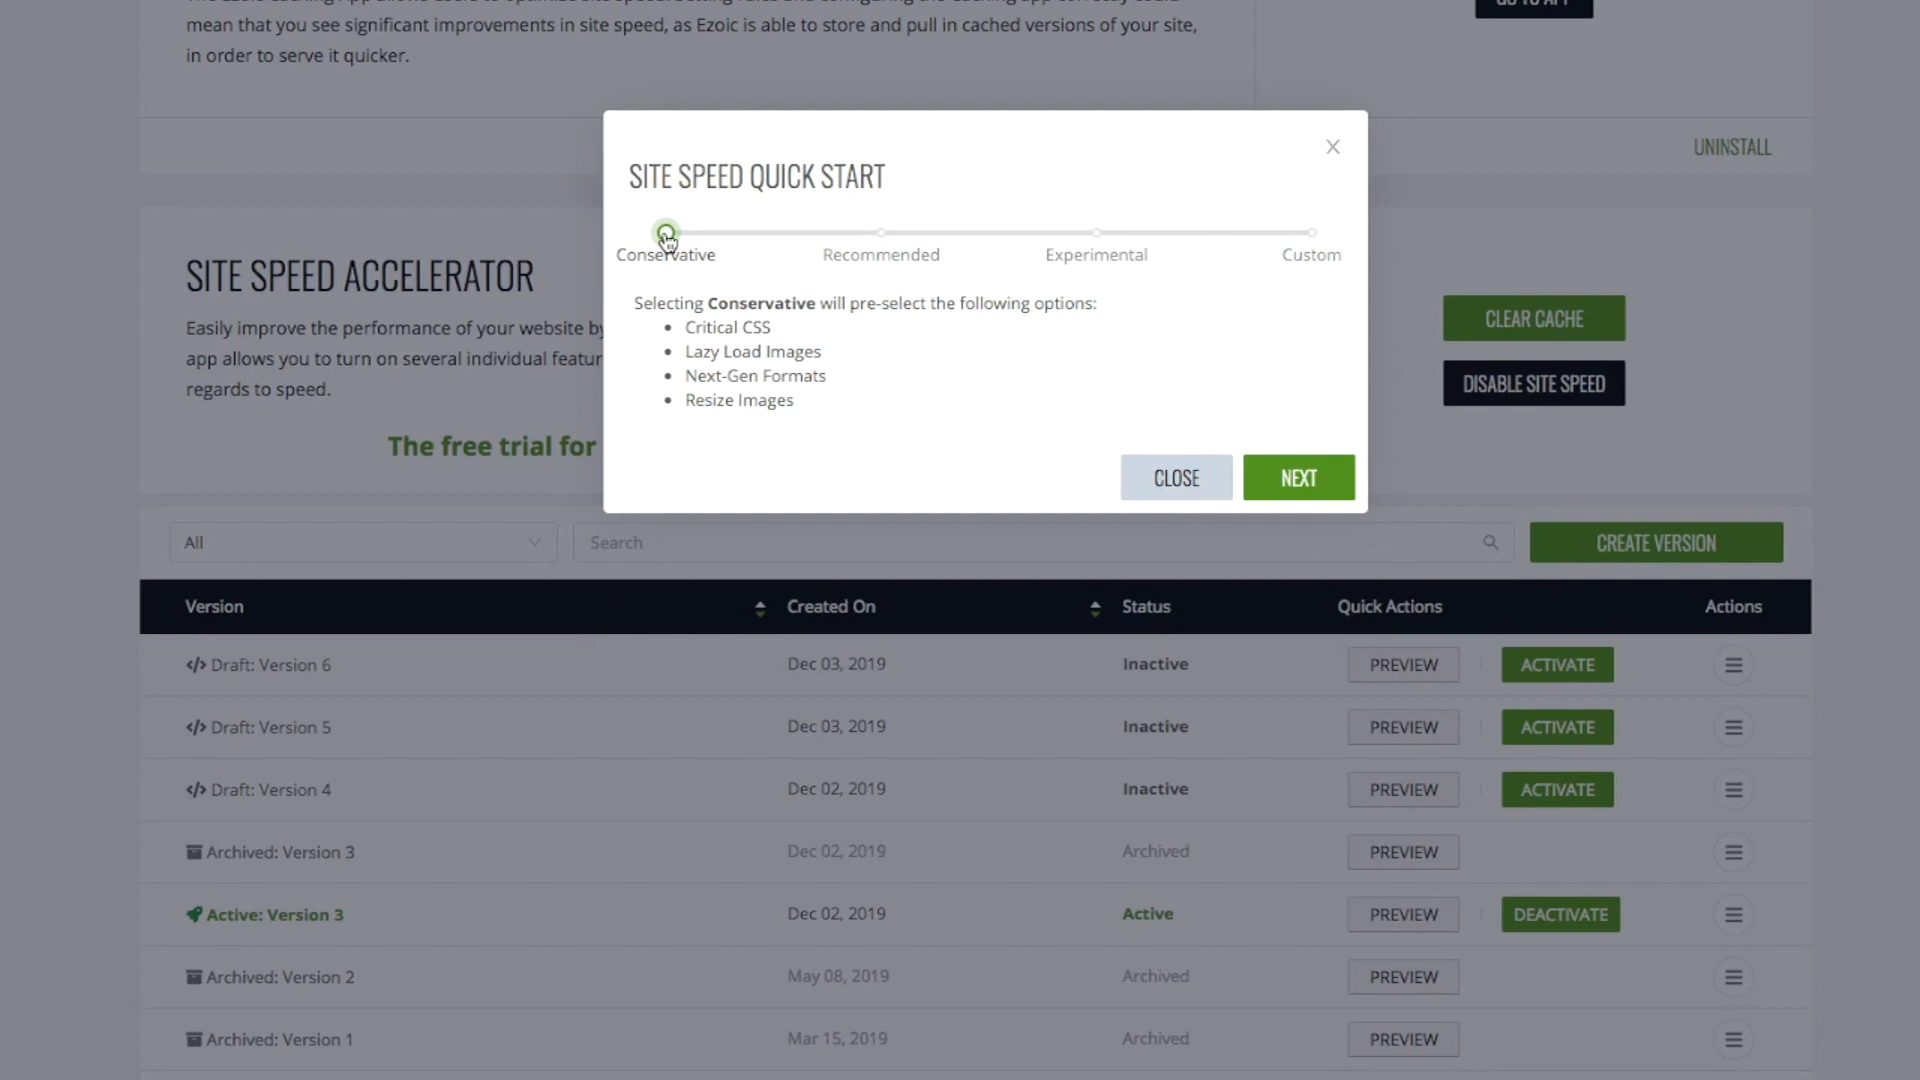 mean that you see significant improvements in site speed, as Ezoic is able to store and pull in cached versions of your site,
in order to serve it quicker.
UNINSTALL
SITE SPEED QUICK START
Conservative
Recommended
Experimental
Custom
Selecting Conservative will pre-select the following options:
Critical CSS
Lazy Load Images
Next-Gen Formats
Resize Images
CLOSE
NEXT
SITE SPEED ACCELERATOR
Easily improve the performance of your website by
app allows you to turn on several individual featur
regards to speed.
The free trial for
CLEAR CACHE
DISABLE SITE SPEED
All
Search
CREATE VERSION
Version Created On Status Quick Actions Actions
</> Draft: Version 6 Dec 03, 2019 Inactive PREVIEW ACTIVATE
</> Draft: Version 5 Dec 03, 2019 Inactive PREVIEW ACTIVATE
</> Draft: Version 4 Dec 02, 2019 Inactive PREVIEW ACTIVATE
Archived: Version 3 Dec 02, 2019 Archived PREVIEW
Active: Version 3 Dec 02, 2019 Active PREVIEW DEACTIVATE
Archived: Version 2 May 08, 2019 Archived PREVIEW
Archived: Version 1 Mar 15, 2019 Archived PREVIEW